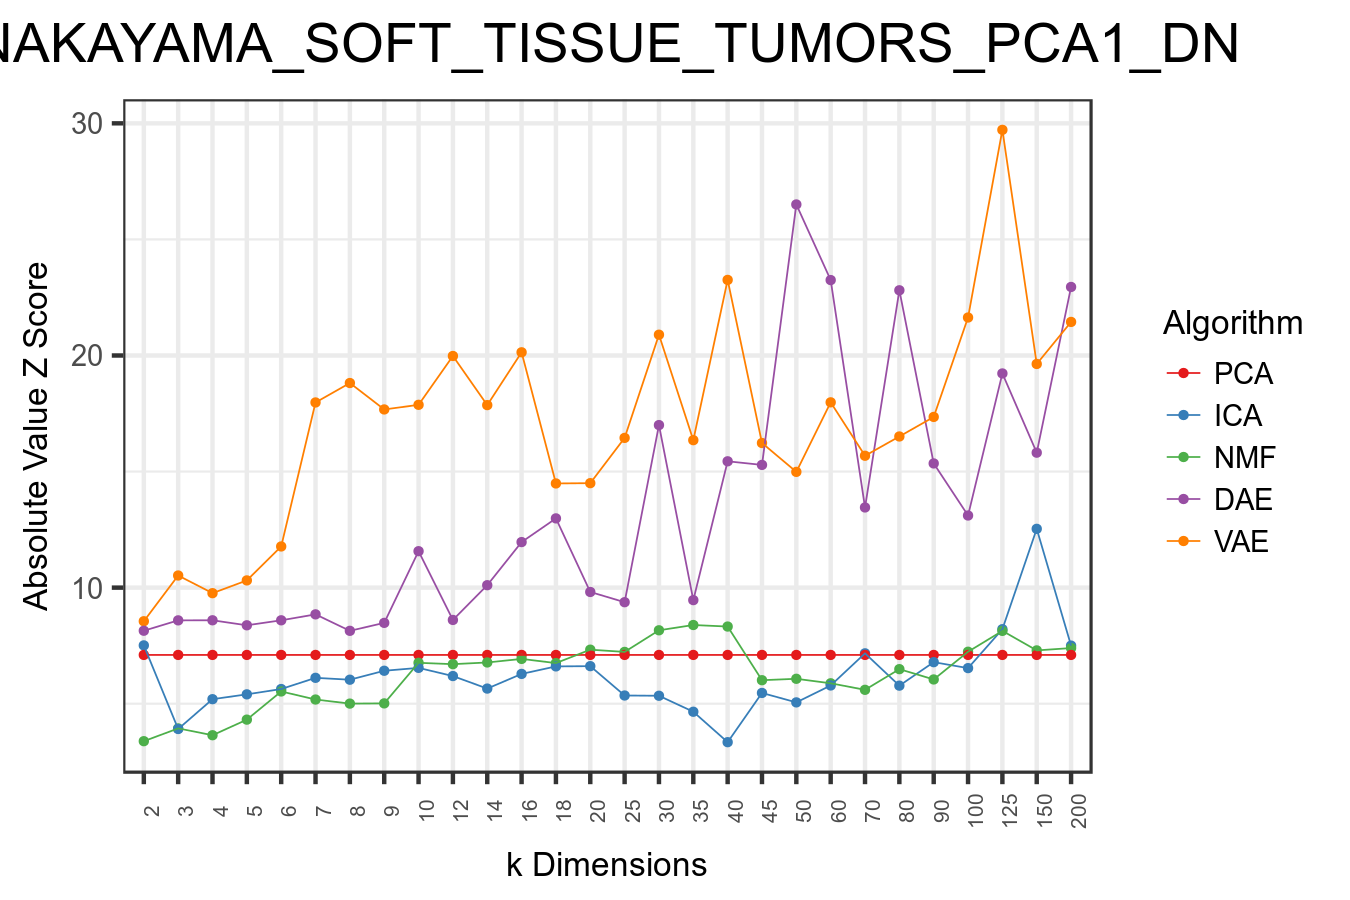 NAKAYAMA_SOFT_TISSUE_TUMORS_PCA1_DN
30
20
10
Absolute Value Z Score
2 3 4 5 6 7 8 9 10 12 14 16 18 20 25 30 35 40 45 50 60 70 80 90 100 125 150 200
k Dimensions
Algorithm
PCA
ICA
NMF
DAE
VAE